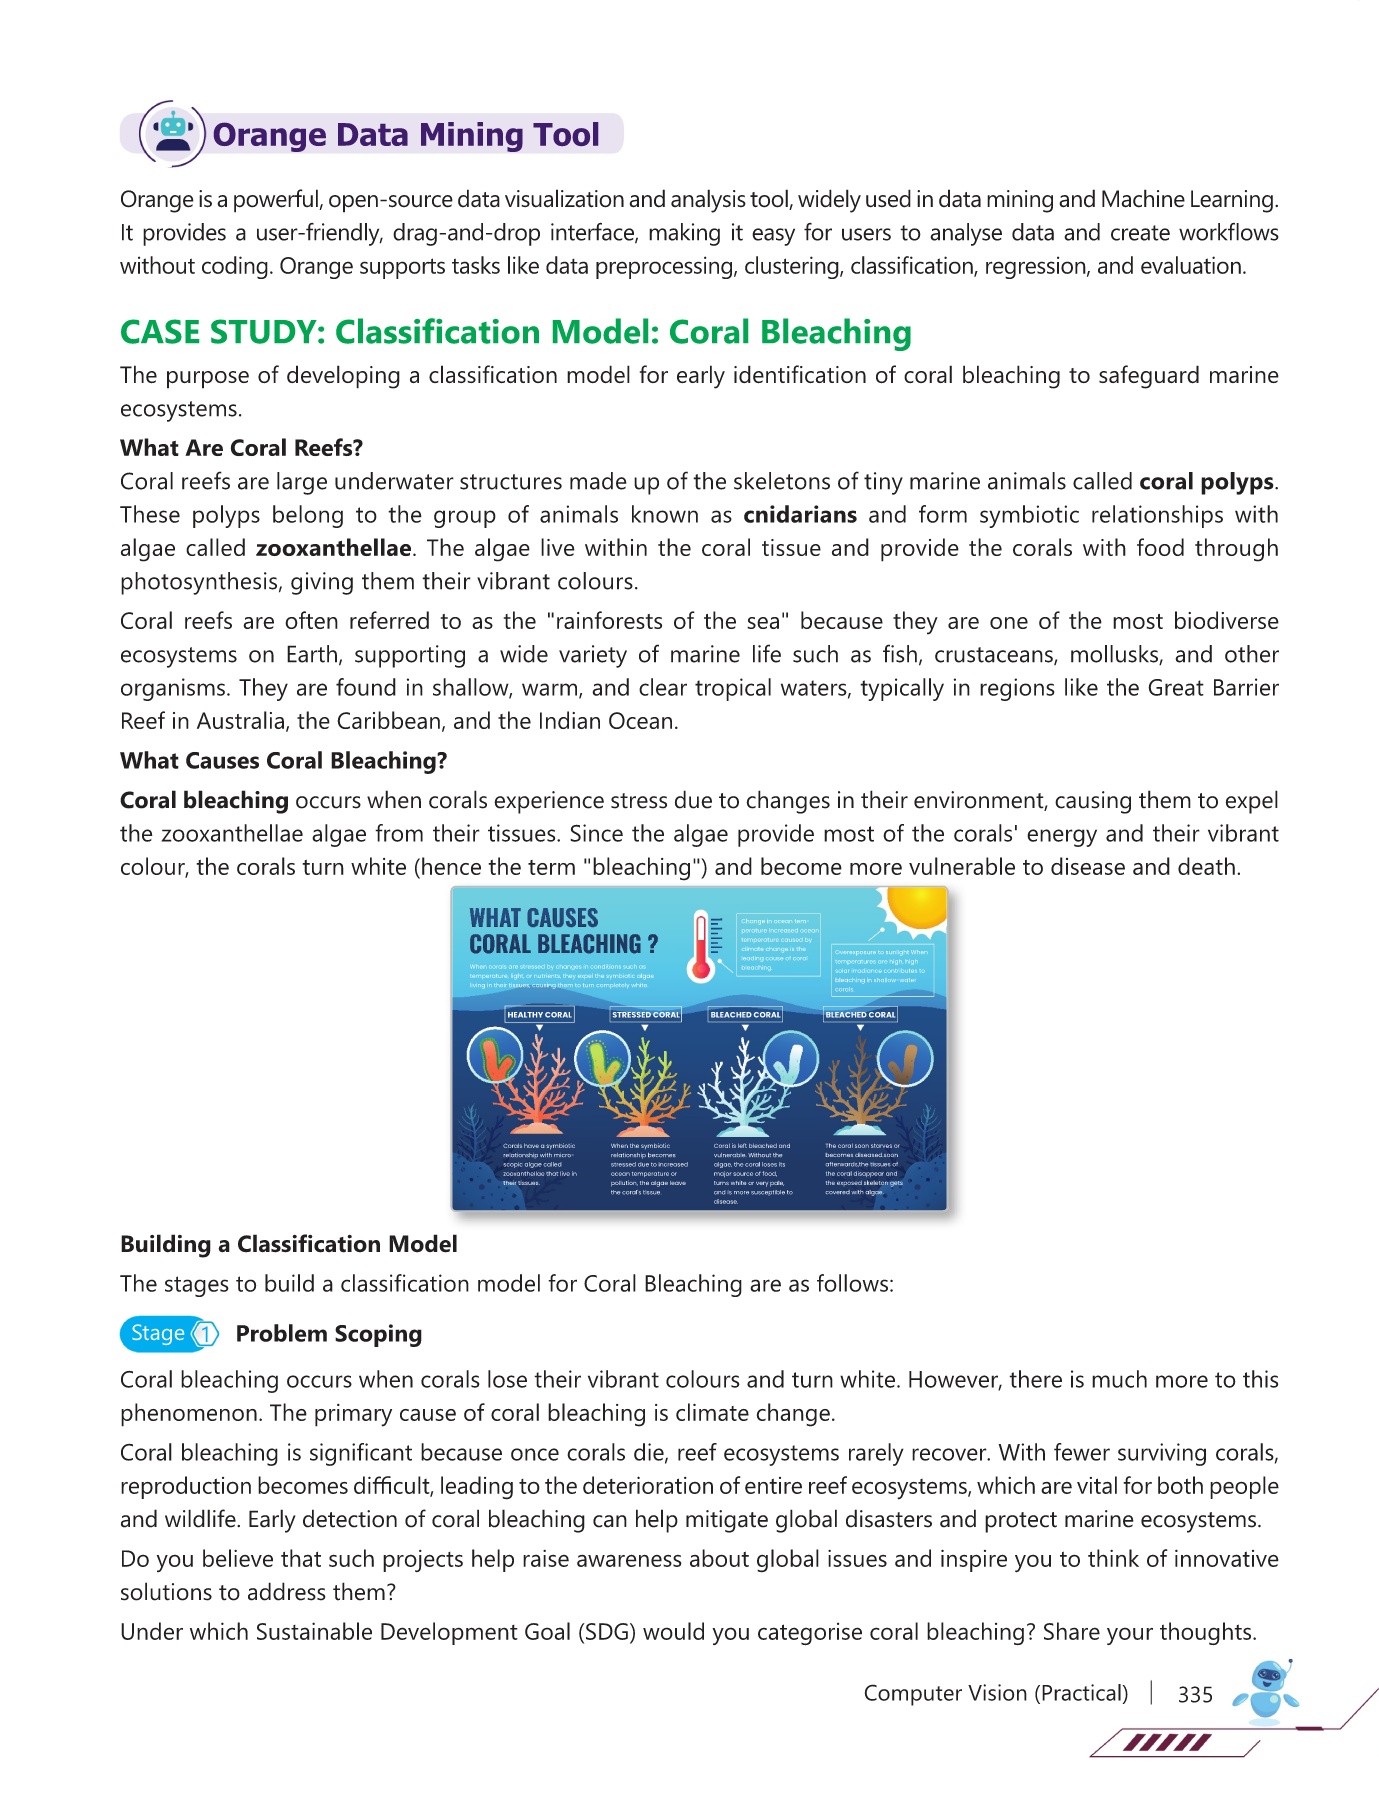 Orange Data Mining Tool
Orange is a powerful, open-source data visualization and analysis tool, widely used in data mining and Machine Learning.
It provides a user-friendly, drag-and-drop interface, making it easy for users to analyse data and create workflows
without coding. Orange supports tasks like data preprocessing, clustering, classification, regression, and evaluation.
CASE STUDY: Classification Model: Coral Bleaching
The purpose of developing a classification model for early identification of coral bleaching to safeguard marine
ecosystems.
What Are Coral Reefs?
Coral reefs are large underwater structures made up of the skeletons of tiny marine animals called coral polyps.
These polyps belong to the group of animals known as cnidarians and form symbiotic relationships with
algae called zooxanthellae. The algae live within the coral tissue and provide the corals with food through
photosynthesis, giving them their vibrant colours.
Coral reefs are often referred to as the "rainforests of the sea" because they are one of the most biodiverse
ecosystems on Earth, supporting a wide variety of marine life such as fish, crustaceans, mollusks, and other
organisms. They are found in shallow, warm, and clear tropical waters, typically in regions like the Great Barrier
Reef in Australia, the Caribbean, and the Indian Ocean.
What Causes Coral Bleaching?
Coral bleaching occurs when corals experience stress due to changes in their environment, causing them to expel
the zooxanthellae algae from their tissues. Since the algae provide most of the corals' energy and their vibrant
colour, the corals turn white (hence the term "bleaching") and become more vulnerable to disease and death.
WHAT CAUSES
CORAL BLEACHING ?
When corals are stressed by changes in conditions such as
temperature, light, or nutrients, they expel the symbiotic algae
living in their tissues, causing them to turn completely white.
Change in ocean tem-
perature Increased ocean
temperature caused by
climate change is the
leading cause of coral
bleaching.
Overexposure to sunlight When
temperatures are high, high
solar irradiance contributes to
bleaching in shallow-water
corals.
HEALTHY CORAL
STRESSED CORAL
BLEACHED CORAL
BLEACHED CORAL
Corals have a symbiotic
relationship with micro-
scopic algae called
zooxanthellae that live in
their tissues.
When the symbiotic
relationship becomes
stressed due to increased
ocean temperature or
pollution, the algae leave
the coral's tissue.
Coral is left bleached and
vulnerable. Without the
algae, the coral loses its
major source of food,
turns white or very pale,
and is more susceptible to
disease.
The coral soon starves or
becomes diseased.soon
afterwards,the tissues of
the coral disappear and
the exposed skeleton gets
covered with algae.
Building a Classification Model
The stages to build a classification model for Coral Bleaching are as follows:
Stage 1 Problem Scoping
Coral bleaching occurs when corals lose their vibrant colours and turn white. However, there is much more to this
phenomenon. The primary cause of coral bleaching is climate change.
Coral bleaching is significant because once corals die, reef ecosystems rarely recover. With fewer surviving corals,
reproduction becomes difficult, leading to the deterioration of entire reef ecosystems, which are vital for both people
and wildlife. Early detection of coral bleaching can help mitigate global disasters and protect marine ecosystems.
Do you believe that such projects help raise awareness about global issues and inspire you to think of innovative
solutions to address them?
Under which Sustainable Development Goal (SDG) would you categorise coral bleaching? Share your thoughts.
Computer Vision (Practical) | 335